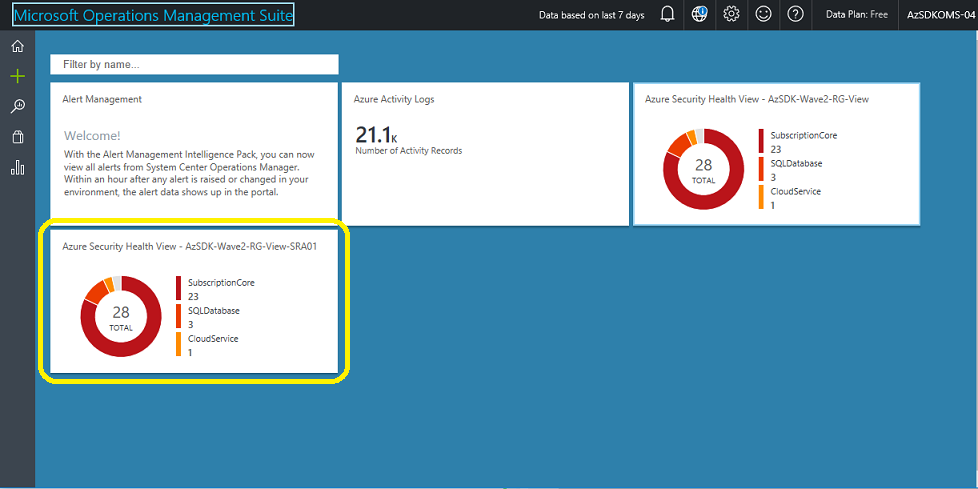 Microsoft Operations Management Suite
Data based on last 7 days
Data Plan: Free
AzSDKOMS-04
Filter by name...
Alert Management
Welcome!
With the Alert Management Intelligence Pack, you can now
view all alerts from System Center Operations Manager.
Within an hour after any alert is raised or changed in your
environment, the alert data shows up in the portal.
Azure Activity Logs
21.1K
Number of Activity Records
Azure Security Health View - AzSDK-Wave2-RG-View
28
TOTAL
SubscriptionCore
23
SQLDatabase
3
CloudService
1
Azure Security Health View - AzSDK-Wave2-RG-View-SRA01
28
TOTAL
SubscriptionCore
23
SQLDatabase
3
CloudService
1